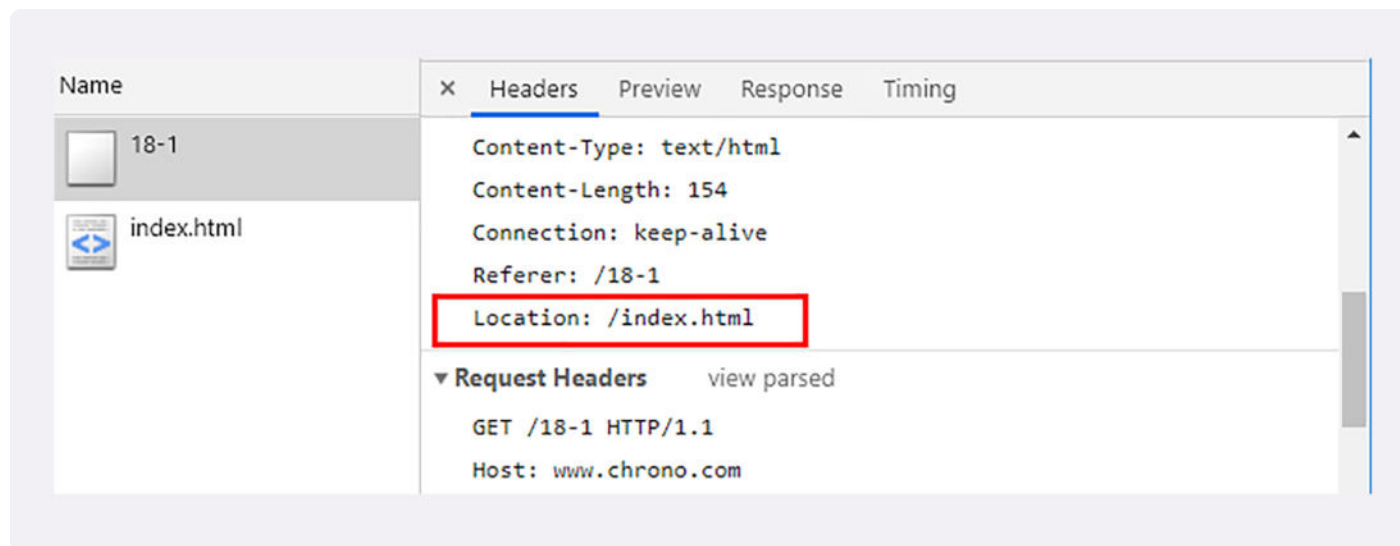 Name
× Headers Preview Response Timing
18-1
index.html
Content-Type: text/html
Content-Length: 154
Connection: keep-alive
Referer: /18-1
Location: /index.html
▼ Request Headers view parsed
GET /18-1 HTTP/1.1
Host: www.chrono.com